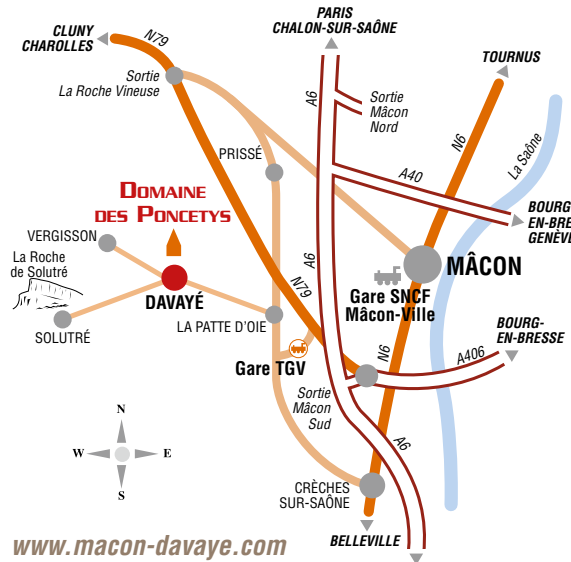 PARIS
CHALON-SUR-SAÔNE
CLUNY
CHAROLLES
N79
TOURNUS
Sortie
La Roche Vineuse
A6
Sortie
Mâcon
Nord
N6
La Saône
PRISSÉ
A40
DOMAINE
DES PONCETYS
BOURG
EN-BRE
GENÈVE
VERGISSON
La Roche
de Solutré
A6
MÂCON
DAVAYÉ
N79
Gare SNCF
Mâcon-Ville
SOLUTRÉ
LA PATTE D'OIE
BOURG-
EN-BRESSE
N6
A406
Gare TGV
Sortie
Mâcon
Sud
A6
N
W E
S
CRÈCHES
SUR-SAÔNE
BELLEVILLE
www.macon-davaye.com